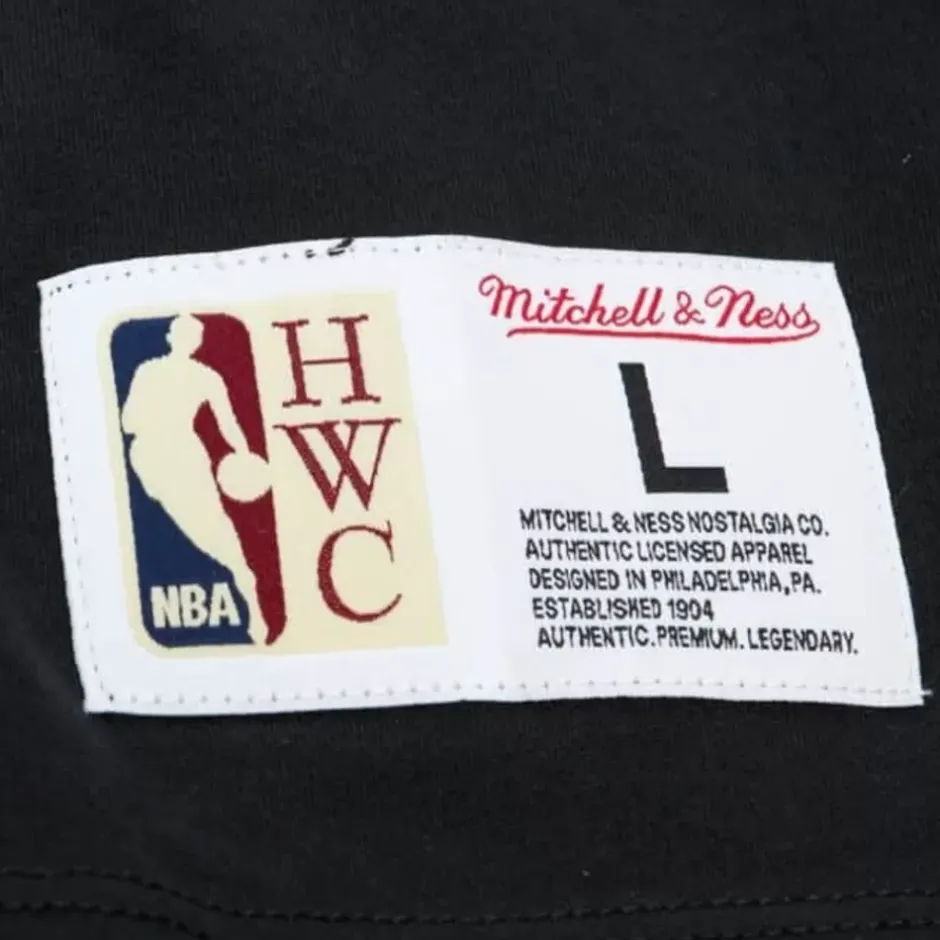 NBA
H
W
C
Mitchell & Ness
L
MITCHELL & NESS NOSTALGIA CO.
AUTHENTIC LICENSED APPAREL
DESIGNED IN PHILADELPHIA, PA.
ESTABLISHED 1904
AUTHENTIC. PREMIUM. LEGENDARY.